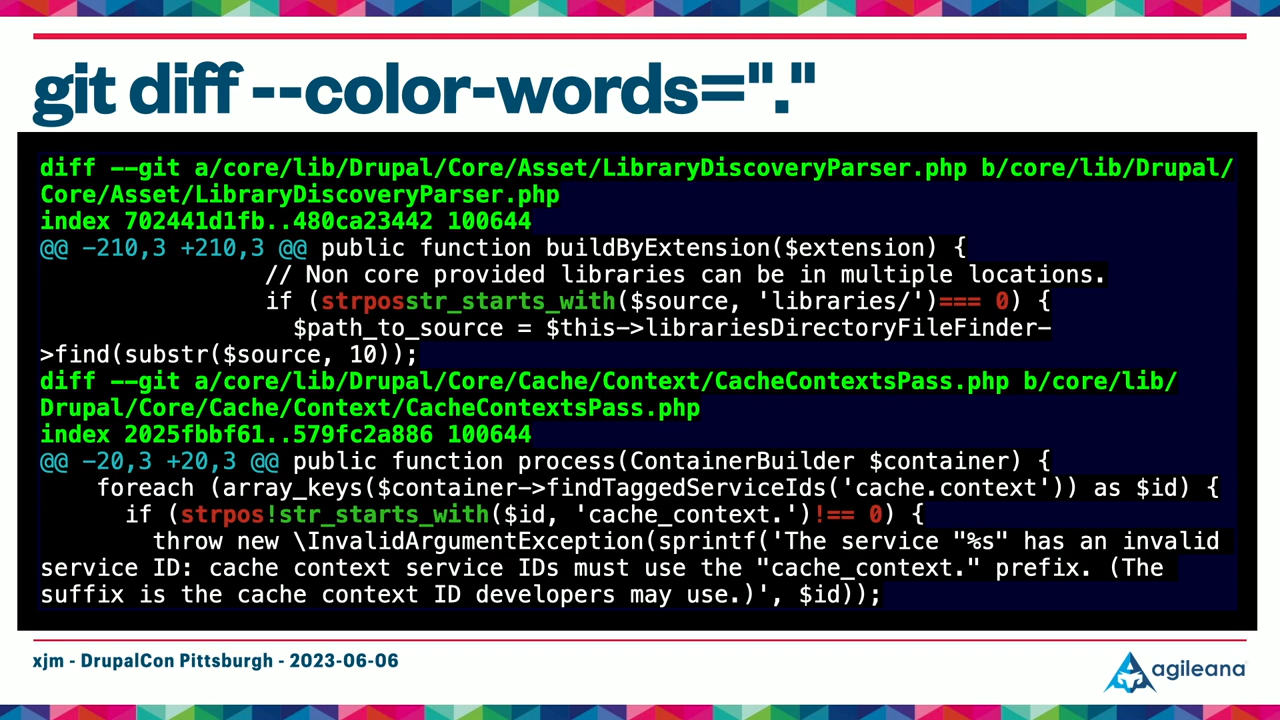 git diff --color-words="."
diff --git a/core/lib/Drupal/Core/Asset/LibraryDiscoveryParser.php b/core/lib/Drupal/
Core/Asset/LibraryDiscoveryParser.php
index 702441d1fb..480ca23442 100644
@@ -210,3 +210,3 @@ public function buildByExtension($extension) {
                // Non core provided libraries can be in multiple locations.
                if (strposstr_starts_with($source, 'libraries/')=== 0) {
                  $path_to_source = $this->librariesDirectoryFileFinder-
>find(substr($source, 10));
diff --git a/core/lib/Drupal/Core/Cache/Context/CacheContextsPass.php b/core/lib/
Drupal/Core/Cache/Context/CacheContextsPass.php
index 2025fbbf61..579fc2a886 100644
@@ -20,3 +20,3 @@ public function process(ContainerBuilder $container) {
    foreach (array_keys($container->findTaggedServiceIds('cache.context')) as $id) {
      if (strpos!str_starts_with($id, 'cache_context.')!== 0) {
        throw new \InvalidArgumentException(sprintf('The service "%s" has an invalid
service ID: cache context service IDs must use the "cache_context." prefix. (The
suffix is the cache context ID developers may use.)', $id));
xjm - DrupalCon Pittsburgh - 2023-06-06
agileana